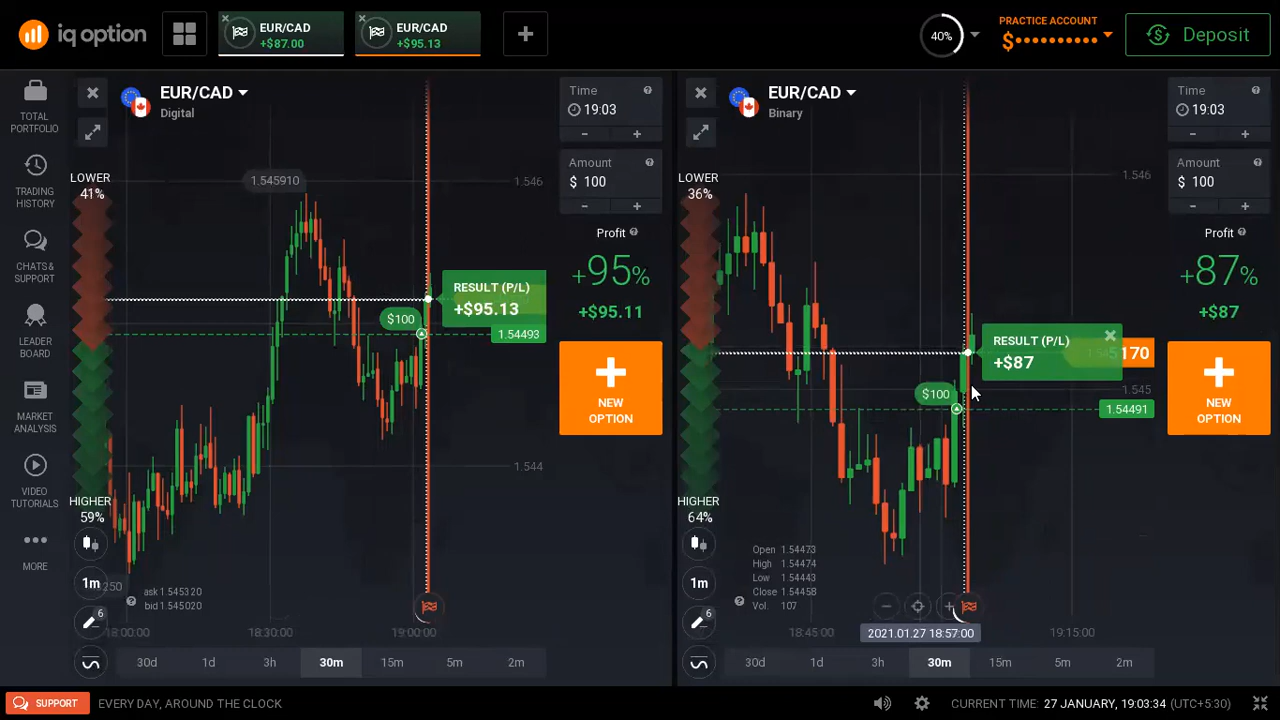 iq option
EUR/CAD
+$87.00
EUR/CAD
+$95.13
40%
PRACTICE ACCOUNT
$
Deposit
TOTAL
PORTFOLIO
TRADING
HISTORY
CHATS &
SUPPORT
LEADER
BOARD
MARKET
ANALYSIS
VIDEO
TUTORIALS
MORE
EUR/CAD
Digital
LOWER
41%
HIGHER
59%
1m
6
1.545910
1.546
RESULT (P/L)
+$95.13
$100
1.54493
1.544
ask 1.545320
bid 1.545020
18:00:00
18:30:00
19:00:00
30d
1d
3h
30m
15m
5m
2m
Time
19:03
Amount
$ 100
Profit
+95%
+$95.11
NEW
OPTION
EUR/CAD
Binary
LOWER
36%
HIGHER
64%
1m
6
1.546
RESULT (P/L)
+$87
170
1.545
$100
1.54491
Open 1.54473
High 1.54474
Low 1.54443
Close 1.54458
Vol. 107
18:45:00
2021.01.27 18:57:00
19:15:00
30d
1d
3h
30m
15m
5m
2m
Time
19:03
Amount
$ 100
Profit
+87%
+$87
NEW
OPTION
SUPPORT
EVERY DAY, AROUND THE CLOCK
CURRENT TIME: 27 JANUARY, 19:03:34 (UTC+5:30)